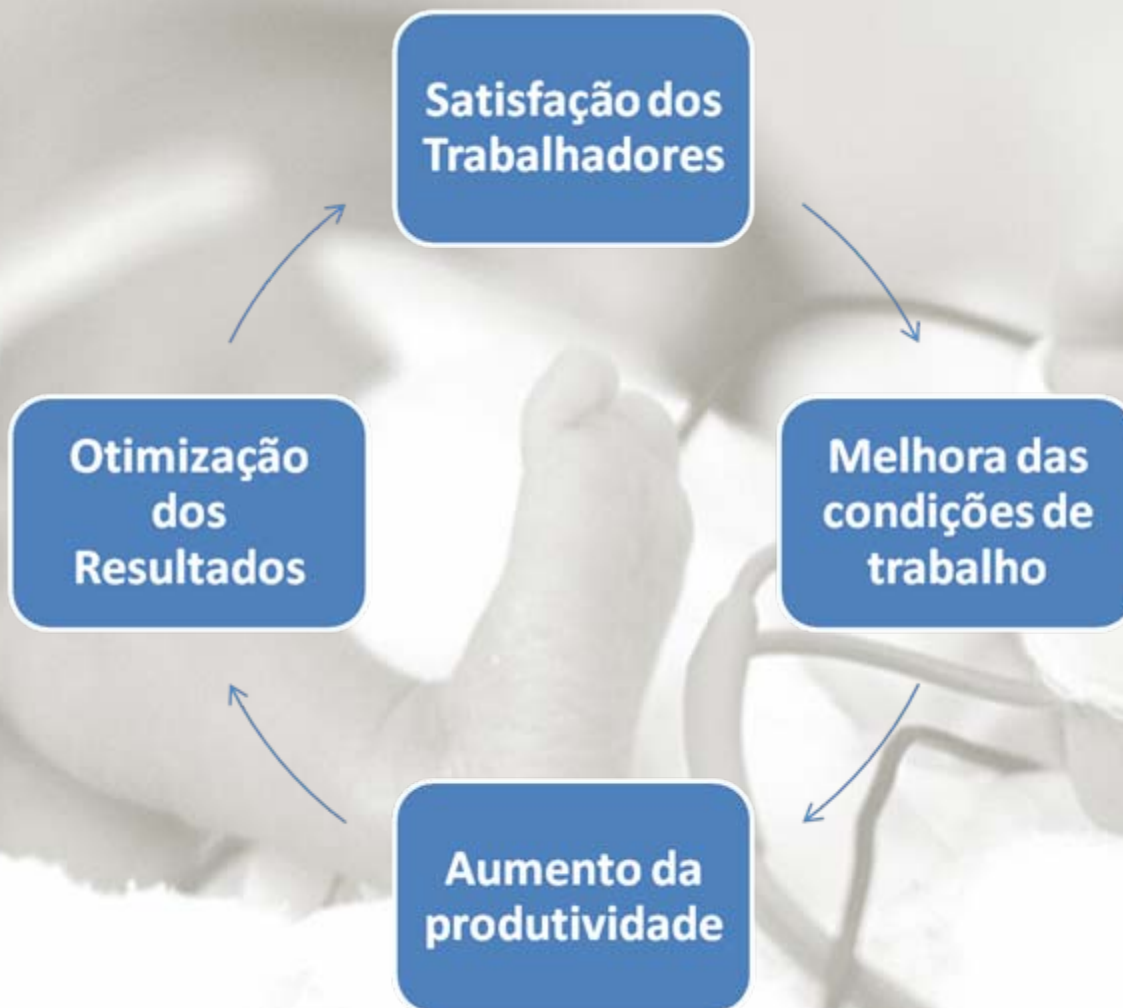 Satisfação dos
Trabalhadores
Melhora das
condições de
trabalho
Aumento da
produtividade
Otimização
dos
Resultados